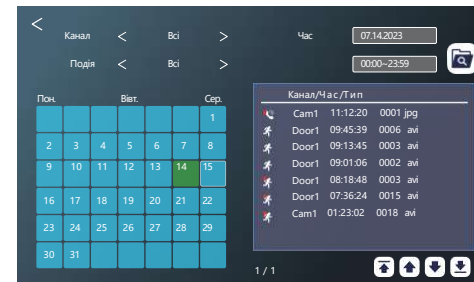 < Канал < Всі > Час 07.14.2023
Подія < Всі > 00:00~23:59
Пон. Вівт. Сер.
1
2 3 4 5 6 7 8
9 10 11 12 13 14 15
16 17 18 19 20 21 22
23 24 25 26 27 28 29
30 31
Канал/Час/Тип
Cam1 11:12:20 0001 jpg
Door1 09:45:39 0006 avi
Door1 09:13:45 0003 avi
Door1 09:01:06 0002 avi
Door1 08:18:48 0003 avi
Door1 07:36:24 0015 avi
Cam1 01:23:02 0018 avi
1 / 1